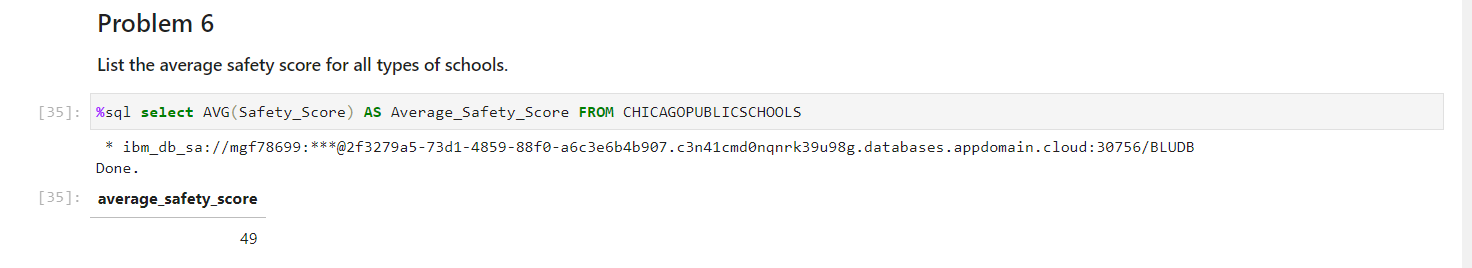 Problem 6
List the average safety score for all types of schools.
[35]: %sql select AVG(Safety_Score) AS Average_Safety_Score FROM CHICAGOPUBLICSCHOOLS
* ibm_db_sa://mgf78699:***@2f3279a5-73d1-4859-88f0-a6c3e6b4b907.c3n41cmd0nqnrk39u98g.databases.appdomain.cloud:30756/BLUDB
Done.
[35]: average_safety_score
49